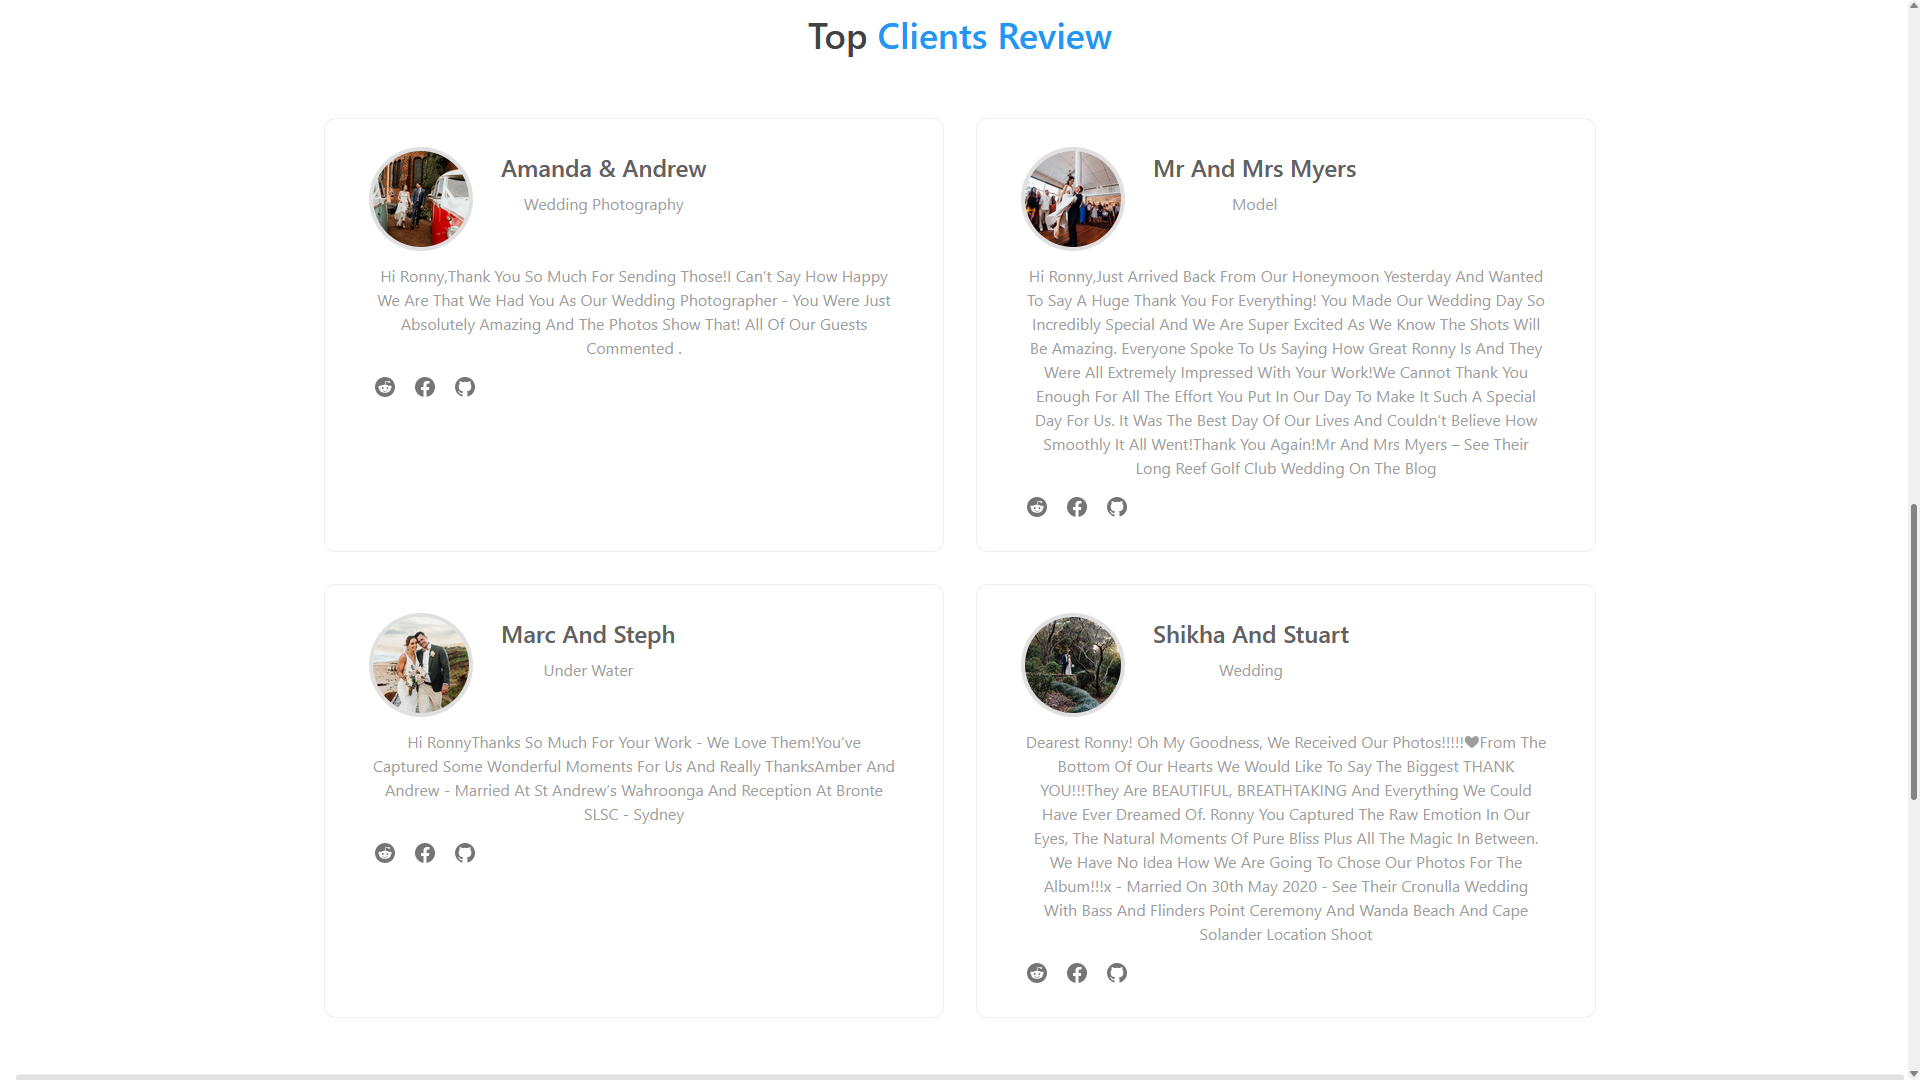 Top Clients Review
Amanda & Andrew
Wedding Photography
Hi Ronny,Thank You So Much For Sending Those!I Can’t Say How Happy
We Are That We Had You As Our Wedding Photographer - You Were Just
Absolutely Amazing And The Photos Show That! All Of Our Guests
Commented .
Mr And Mrs Myers
Model
Hi Ronny,Just Arrived Back From Our Honeymoon Yesterday And Wanted
To Say A Huge Thank You For Everything! You Made Our Wedding Day So
Incredibly Special And We Are Super Excited As We Know The Shots Will
Be Amazing. Everyone Spoke To Us Saying How Great Ronny Is And They
Were All Extremely Impressed With Your Work!We Cannot Thank You
Enough For All The Effort You Put In Our Day To Make It Such A Special
Day For Us. It Was The Best Day Of Our Lives And Couldn’t Believe How
Smoothly It All Went!Thank You Again!Mr And Mrs Myers – See Their
Long Reef Golf Club Wedding On The Blog
Marc And Steph
Under Water
Hi RonnyThanks So Much For Your Work - We Love Them!You’ve
Captured Some Wonderful Moments For Us And Really ThanksAmber And
Andrew - Married At St Andrew’s Wahroonga And Reception At Bronte
SLSC - Sydney
Shikha And Stuart
Wedding
Dearest Ronny! Oh My Goodness, We Received Our Photos!!!!!❤From The
Bottom Of Our Hearts We Would Like To Say The Biggest THANK
YOU!!!They Are BEAUTIFUL, BREATHTAKING And Everything We Could
Have Ever Dreamed Of. Ronny You Captured The Raw Emotion In Our
Eyes, The Natural Moments Of Pure Bliss Plus All The Magic In Between.
We Have No Idea How We Are Going To Chose Our Photos For The
Album!!!x - Married On 30th May 2020 - See Their Cronulla Wedding
With Bass And Flinders Point Ceremony And Wanda Beach And Cape
Solander Location Shoot